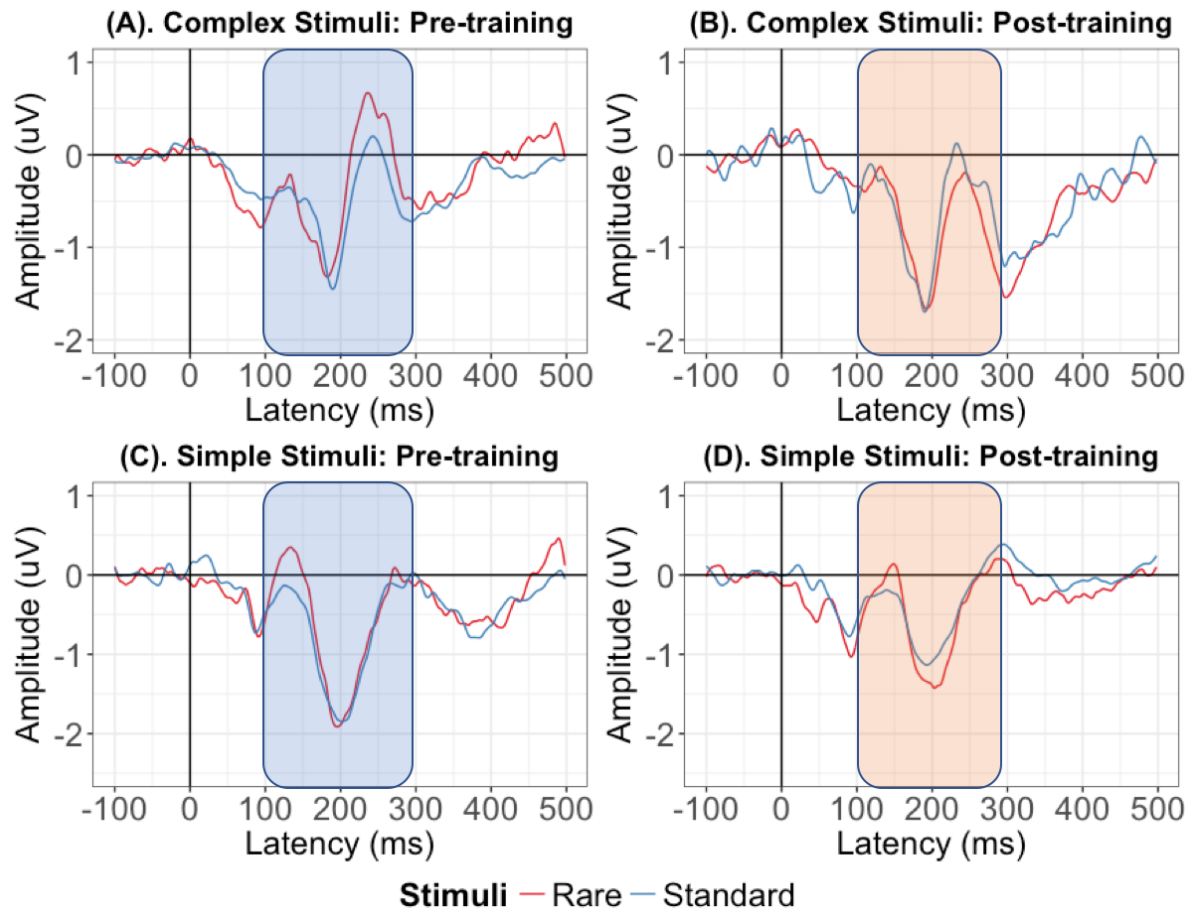 (A). Complex Stimuli: Pre-training
(B). Complex Stimuli: Post-training
Amplitude (uV)
1
0
-1
-2
-100 0 100 200 300 400 500
Latency (ms)
Amplitude (uV)
1
0
-1
-2
-100 0 100 200 300 400 500
Latency (ms)
(C). Simple Stimuli: Pre-training
(D). Simple Stimuli: Post-training
Amplitude (uV)
1
0
-1
-2
-100 0 100 200 300 400 500
Latency (ms)
Amplitude (uV)
1
0
-1
-2
-100 0 100 200 300 400 500
Latency (ms)
Stimuli Rare Standard